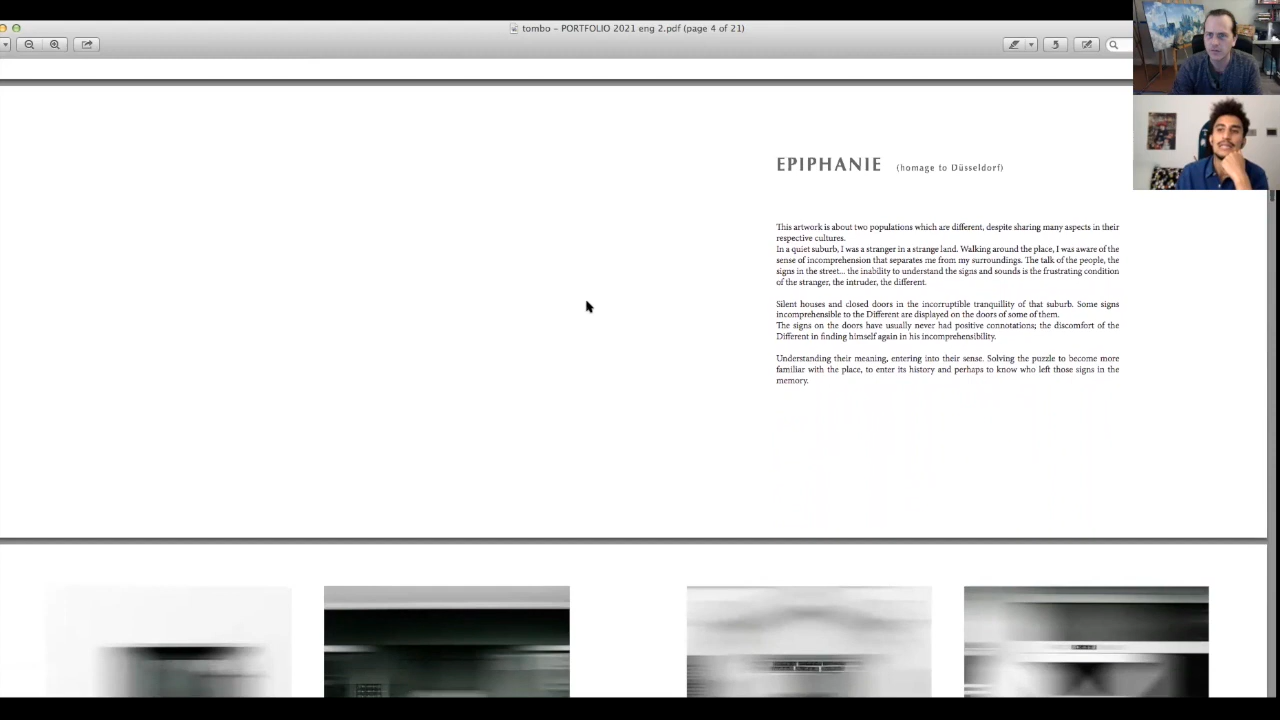 tombo – PORTFOLIO 2021 eng 2.pdf (page 4 of 21)
EPIPHANIE (homage to Düsseldorf)
This artwork is about two populations which are different, despite sharing many aspects in their
respective cultures.
In a quiet suburb, I was a stranger in a strange land. Walking around the place, I was aware of the
sense of incomprehension that separates me from my surroundings. The talk of the people, the
signs in the street... the inability to understand the signs and sounds is the frustrating condition
of the stranger, the intruder, the different.
Silent houses and closed doors in the incorruptible tranquillity of that suburb. Some signs
incomprehensible to the Different are displayed on the doors of some of them.
The signs on the doors have usually never had positive connotations; the discomfort of the
Different in finding himself again in his incomprehensibility.
Understanding their meaning, entering into their sense. Solving the puzzle to become more
familiar with the place, to enter its history and perhaps to know who left those signs in the
memory.